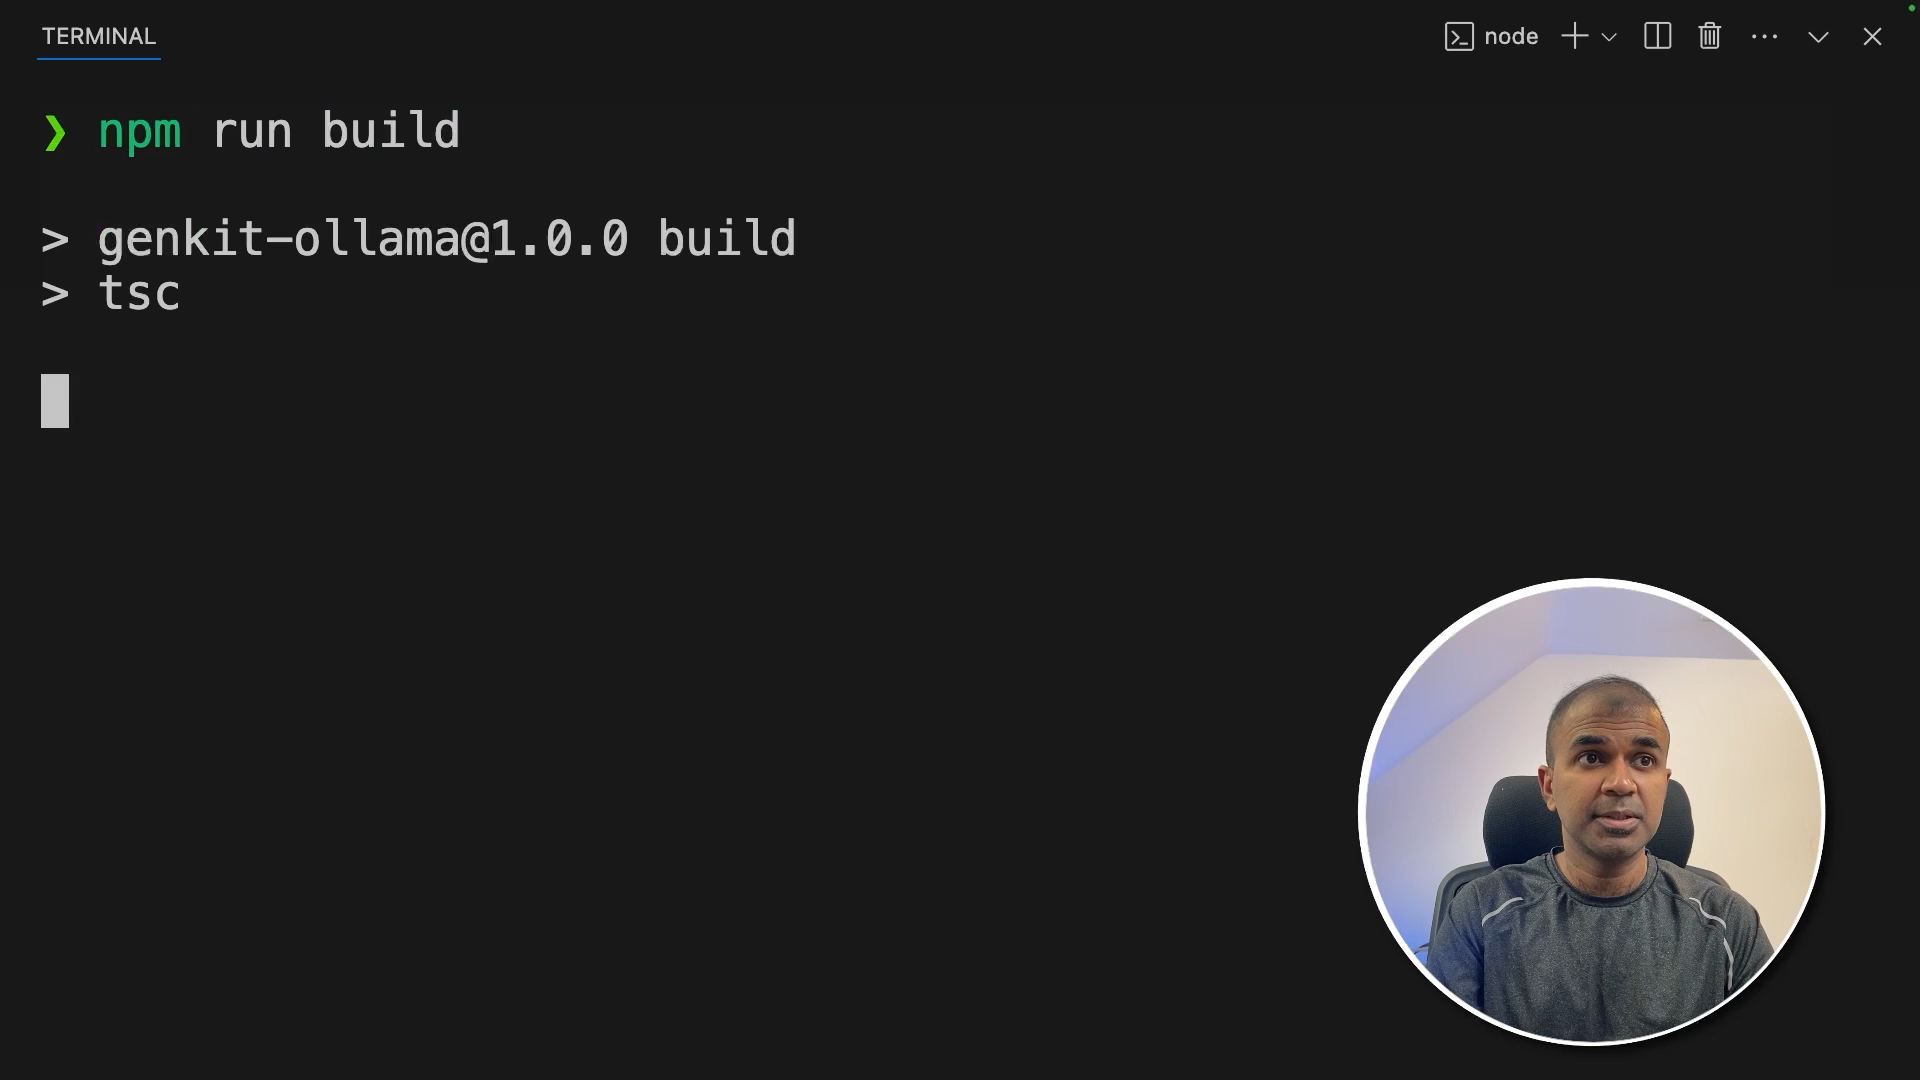 TERMINAL
node
❯ npm run build
> genkit-ollama@1.0.0 build
> tsc